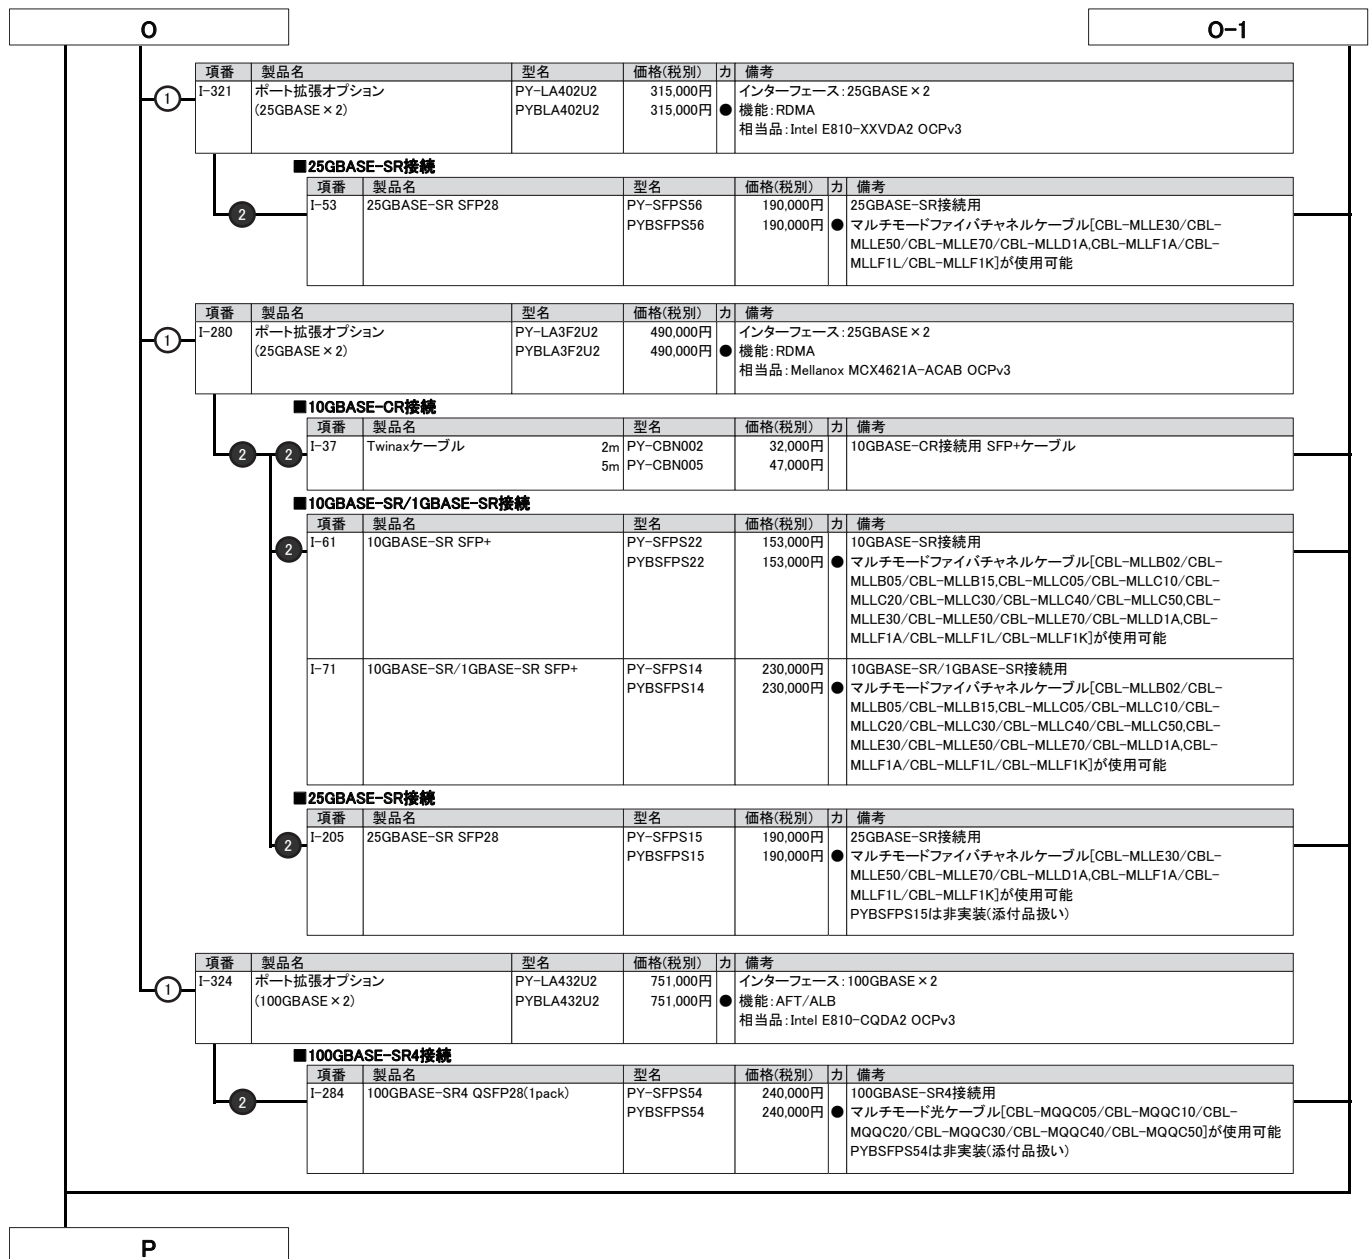 O
O-1
項番 製品名 型名 価格(税別) カ 備考
① I-321 ポート拡張オプション PY-LA402U2 315,000円 インターフェース:25GBASE×2
(25GBASE×2) PYBLA402U2 315,000円 ● 機能:RDMA
相当品:Intel E810-XXVDA2 OCPv3
■25GBASE-SR接続
項番 製品名 型名 価格(税別) カ 備考
2 I-53 25GBASE-SR SFP28 PY-SFPS56 190,000円 25GBASE-SR接続用
PYBSFPS56 190,000円 ● マルチモードファイバチャネルケーブル[CBL-MLLE30/CBL-
MLLE50/CBL-MLLE70/CBL-MLLD1A,CBL-MLLF1A/CBL-
MLLF1L/CBL-MLLF1K]が使用可能
項番 製品名 型名 価格(税別) カ 備考
① I-280 ポート拡張オプション PY-LA3F2U2 490,000円 インターフェース:25GBASE×2
(25GBASE×2) PYBLA3F2U2 490,000円 ● 機能:RDMA
相当品:Mellanox MCX4621A-ACAB OCPv3
■10GBASE-CR接続
項番 製品名 型名 価格(税別) カ 備考
2 2 I-37 Twinaxケーブル 2m PY-CBN002 32,000円 10GBASE-CR接続用 SFP+ケーブル
5m PY-CBN005 47,000円
■10GBASE-SR/1GBASE-SR接続
項番 製品名 型名 価格(税別) カ 備考
2 I-61 10GBASE-SR SFP+ PY-SFPS22 153,000円 10GBASE-SR接続用
PYBSFPS22 153,000円 ● マルチモードファイバチャネルケーブル[CBL-MLLB02/CBL-
MLLB05/CBL-MLLB15,CBL-MLLC05/CBL-MLLC10/CBL-
MLLC20/CBL-MLLC30/CBL-MLLC40/CBL-MLLC50,CBL-
MLLE30/CBL-MLLE50/CBL-MLLE70/CBL-MLLD1A,CBL-
MLLF1A/CBL-MLLF1L/CBL-MLLF1K]が使用可能
I-71 10GBASE-SR/1GBASE-SR SFP+ PY-SFPS14 230,000円 10GBASE-SR/1GBASE-SR接続用
PYBSFPS14 230,000円 ● マルチモードファイバチャネルケーブル[CBL-MLLB02/CBL-
MLLB05/CBL-MLLB15,CBL-MLLC05/CBL-MLLC10/CBL-
MLLC20/CBL-MLLC30/CBL-MLLC40/CBL-MLLC50,CBL-
MLLE30/CBL-MLLE50/CBL-MLLE70/CBL-MLLD1A,CBL-
MLLF1A/CBL-MLLF1L/CBL-MLLF1K]が使用可能
■25GBASE-SR接続
項番 製品名 型名 価格(税別) カ 備考
2 I-205 25GBASE-SR SFP28 PY-SFPS15 190,000円 25GBASE-SR接続用
PYBSFPS15 190,000円 ● マルチモードファイバチャネルケーブル[CBL-MLLE30/CBL-
MLLE50/CBL-MLLE70/CBL-MLLD1A,CBL-MLLF1A/CBL-
MLLF1L/CBL-MLLF1K]が使用可能
PYBSFPS15は非実装(添付品扱い)
項番 製品名 型名 価格(税別) カ 備考
① I-324 ポート拡張オプション PY-LA432U2 751,000円 インターフェース:100GBASE×2
(100GBASE×2) PYBLA432U2 751,000円 ● 機能:AFT/ALB
相当品:Intel E810-CQDA2 OCPv3
■100GBASE-SR4接続
項番 製品名 型名 価格(税別) カ 備考
2 I-284 100GBASE-SR4 QSFP28(1pack) PY-SFPS54 240,000円 100GBASE-SR4接続用
PYBSFPS54 240,000円 ● マルチモード光ケーブル[CBL-MQQC05/CBL-MQQC10/CBL-
MQQC20/CBL-MQQC30/CBL-MQQC40/CBL-MQQC50]が使用可能
PYBSFPS54は非実装(添付品扱い)
P